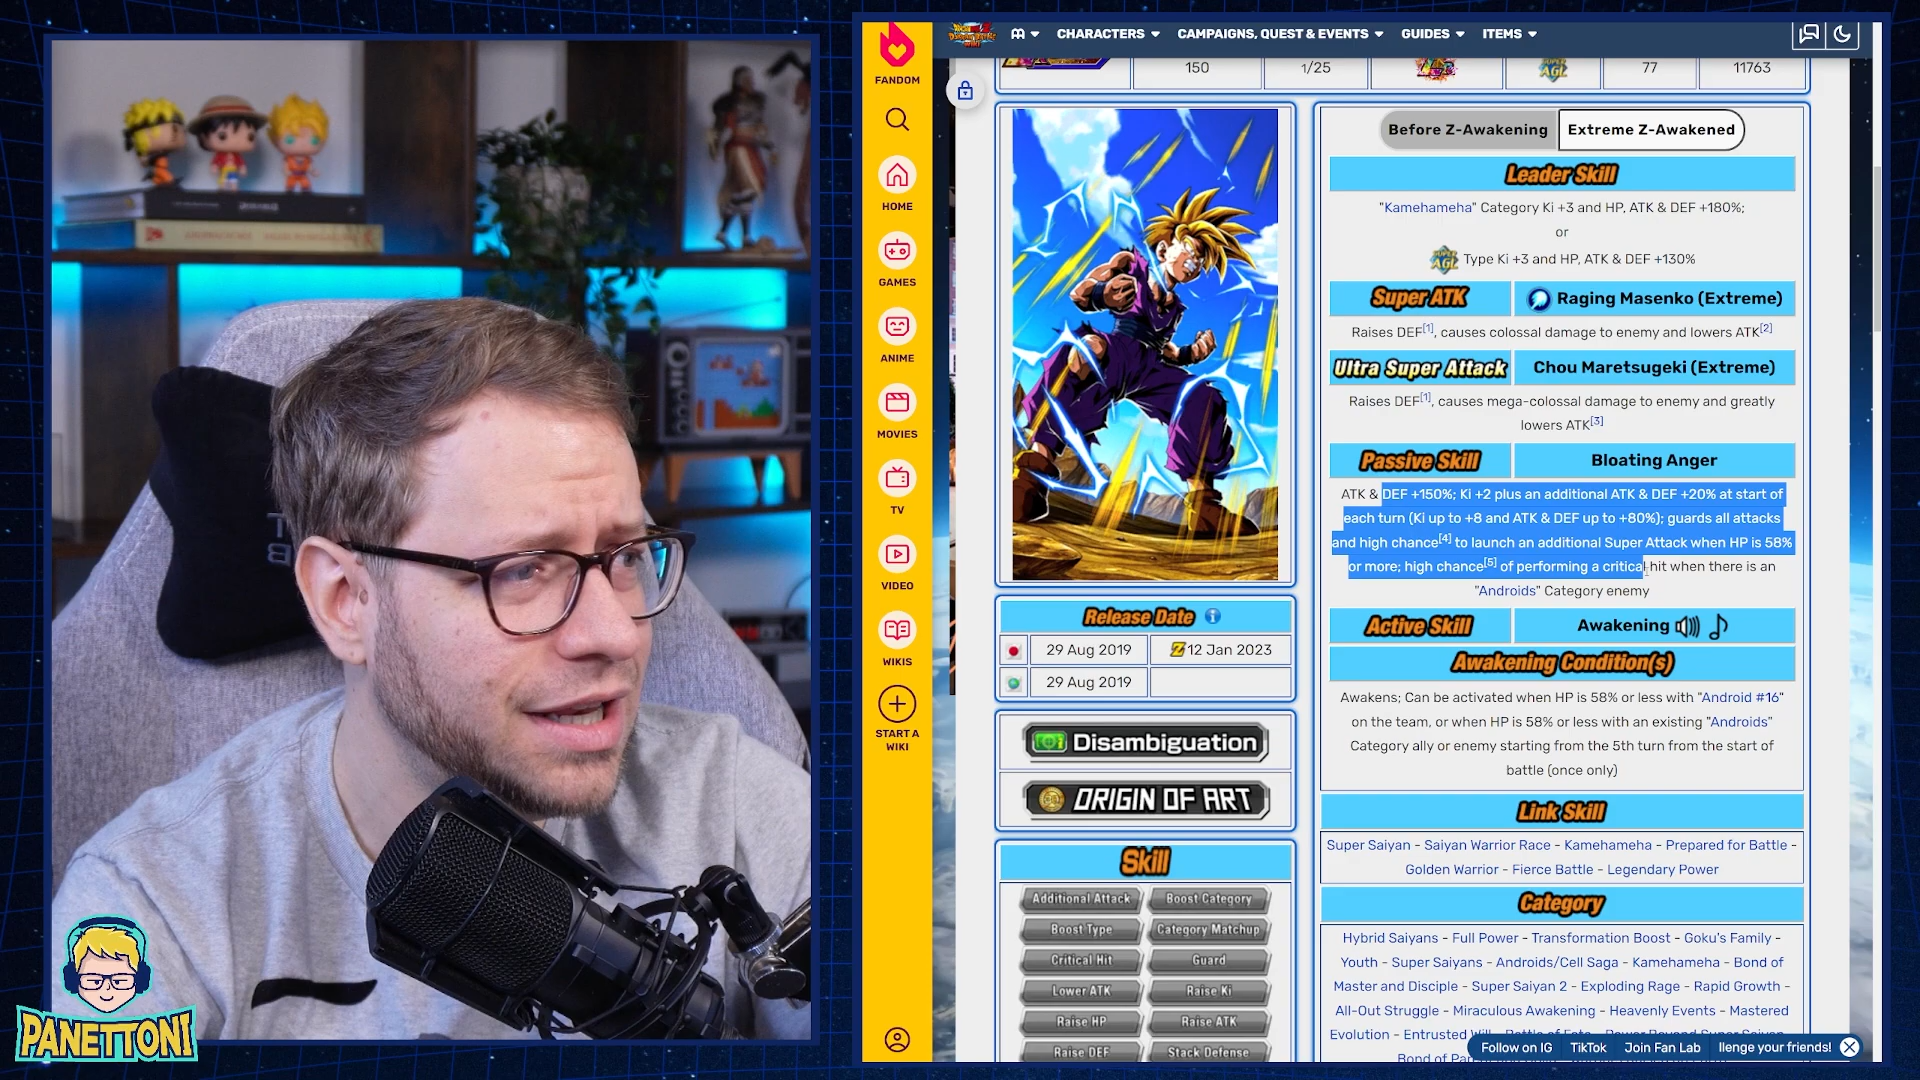 FANDOM
HOME
GAMES
ANIME
MOVIES
TV
VIDEO
WIKIS
START A
WIKI
CHARACTERS
CAMPAIGNS, QUEST & EVENTS
GUIDES
ITEMS
150
1/25
SUPER AGL
77
11763
Before Z-Awakening
Extreme Z-Awakened
Leader Skill
"Kamehameha" Category Ki +3 and HP, ATK & DEF +180%;
or
SUPER AGL Type Ki +3 and HP, ATK & DEF +130%
Super ATK
Raging Masenko (Extreme)
Raises DEF[1], causes colossal damage to enemy and lowers ATK[2]
Ultra Super Attack
Chou Maretsugeki (Extreme)
Raises DEF[1], causes mega-colossal damage to enemy and greatly
lowers ATK[3]
Passive Skill
Bloating Anger
ATK & DEF +150%; Ki +2 plus an additional ATK & DEF +20% at start of
each turn (Ki up to +8 and ATK & DEF up to +80%); guards all attacks
and high chance[4] to launch an additional Super Attack when HP is 58%
or more; high chance[5] of performing a critical hit when there is an
"Androids" Category enemy
Active Skill
Awakening
Awakening Condition(s)
Awakens; Can be activated when HP is 58% or less with "Android #16"
on the team, or when HP is 58% or less with an existing "Androids"
Category ally or enemy starting from the 5th turn from the start of
battle (once only)
Link Skill
Super Saiyan - Saiyan Warrior Race - Kamehameha - Prepared for Battle -
Golden Warrior - Fierce Battle - Legendary Power
Category
Hybrid Saiyans - Full Power - Transformation Boost - Goku's Family -
Youth - Super Saiyans - Androids/Cell Saga - Kamehameha - Bond of
Master and Disciple - Super Saiyan 2 - Exploding Rage - Rapid Growth -
All-Out Struggle - Miraculous Awakening - Heavenly Events - Mastered
Evolution - Entrusted Will - Battle of Fate - Power Beyond Super Saiyan
Release Date
29 Aug 2019
Z 12 Jan 2023
29 Aug 2019
Disambiguation
ORIGIN OF ART
Skill
Additional Attack
Boost Category
Boost Type
Category Matchup
Critical Hit
Guard
Lower ATK
Raise Ki
Raise HP
Raise ATK
Raise DEF
Stack Defense
Follow on IG
TikTok
Join Fan Lab
llenge your friends!
PANETTONI